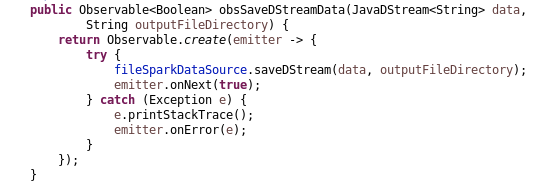 public Observable<Boolean> obsSaveDStreamData(JavaDStream<String> data,
String outputFileDirectory) {
return Observable.create(emitter -> {
try {
fileSparkDataSource.saveDStream(data, outputFileDirectory);
emitter.onNext(true);
} catch (Exception e) {
e.printStackTrace();
emitter.onError(e);
}
});
}